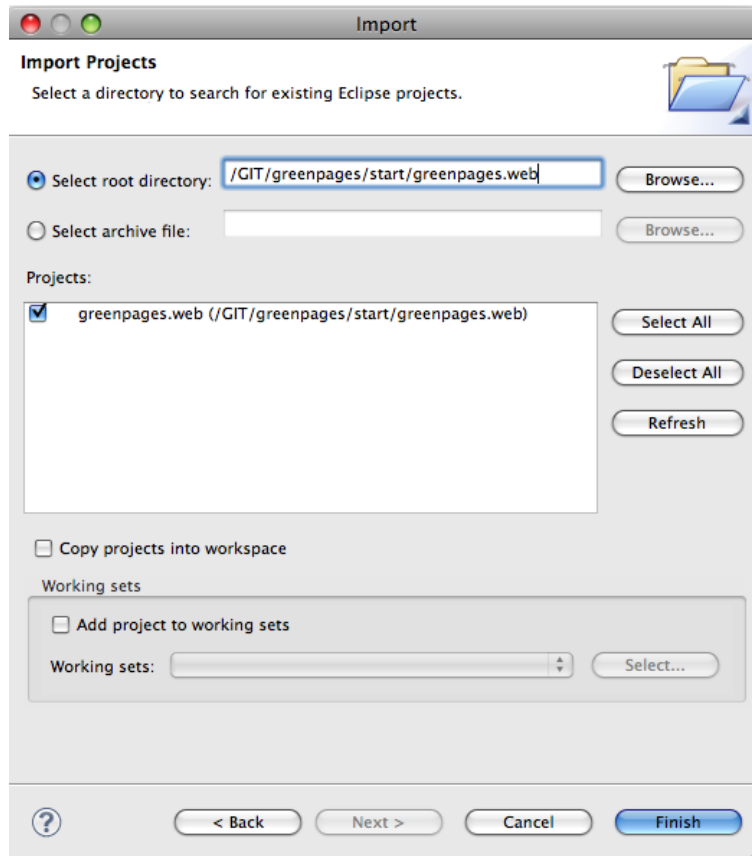 Import
Import Projects
Select a directory to search for existing Eclipse projects.
Select root directory: /GIT/greenpages/start/greenpages.web Browse...
Select archive file: Browse...
Projects:
greenpages.web (/GIT/greenpages/start/greenpages.web)
Select All
Deselect All
Refresh
Copy projects into workspace
Working sets
Add project to working sets
Working sets: Select...
? < Back Next > Cancel Finish